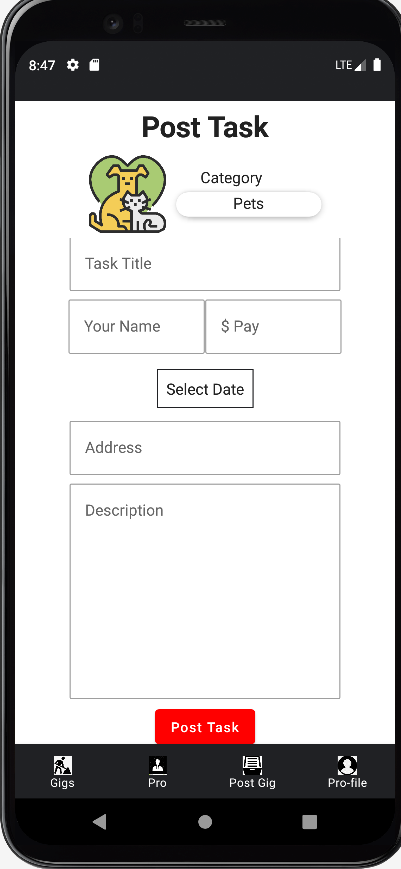 8:47 LTE
Post Task
Category
Pets
Task Title
Your Name $ Pay
Select Date
Address
Description
Post Task
Gigs Pro Post Gig Pro-file